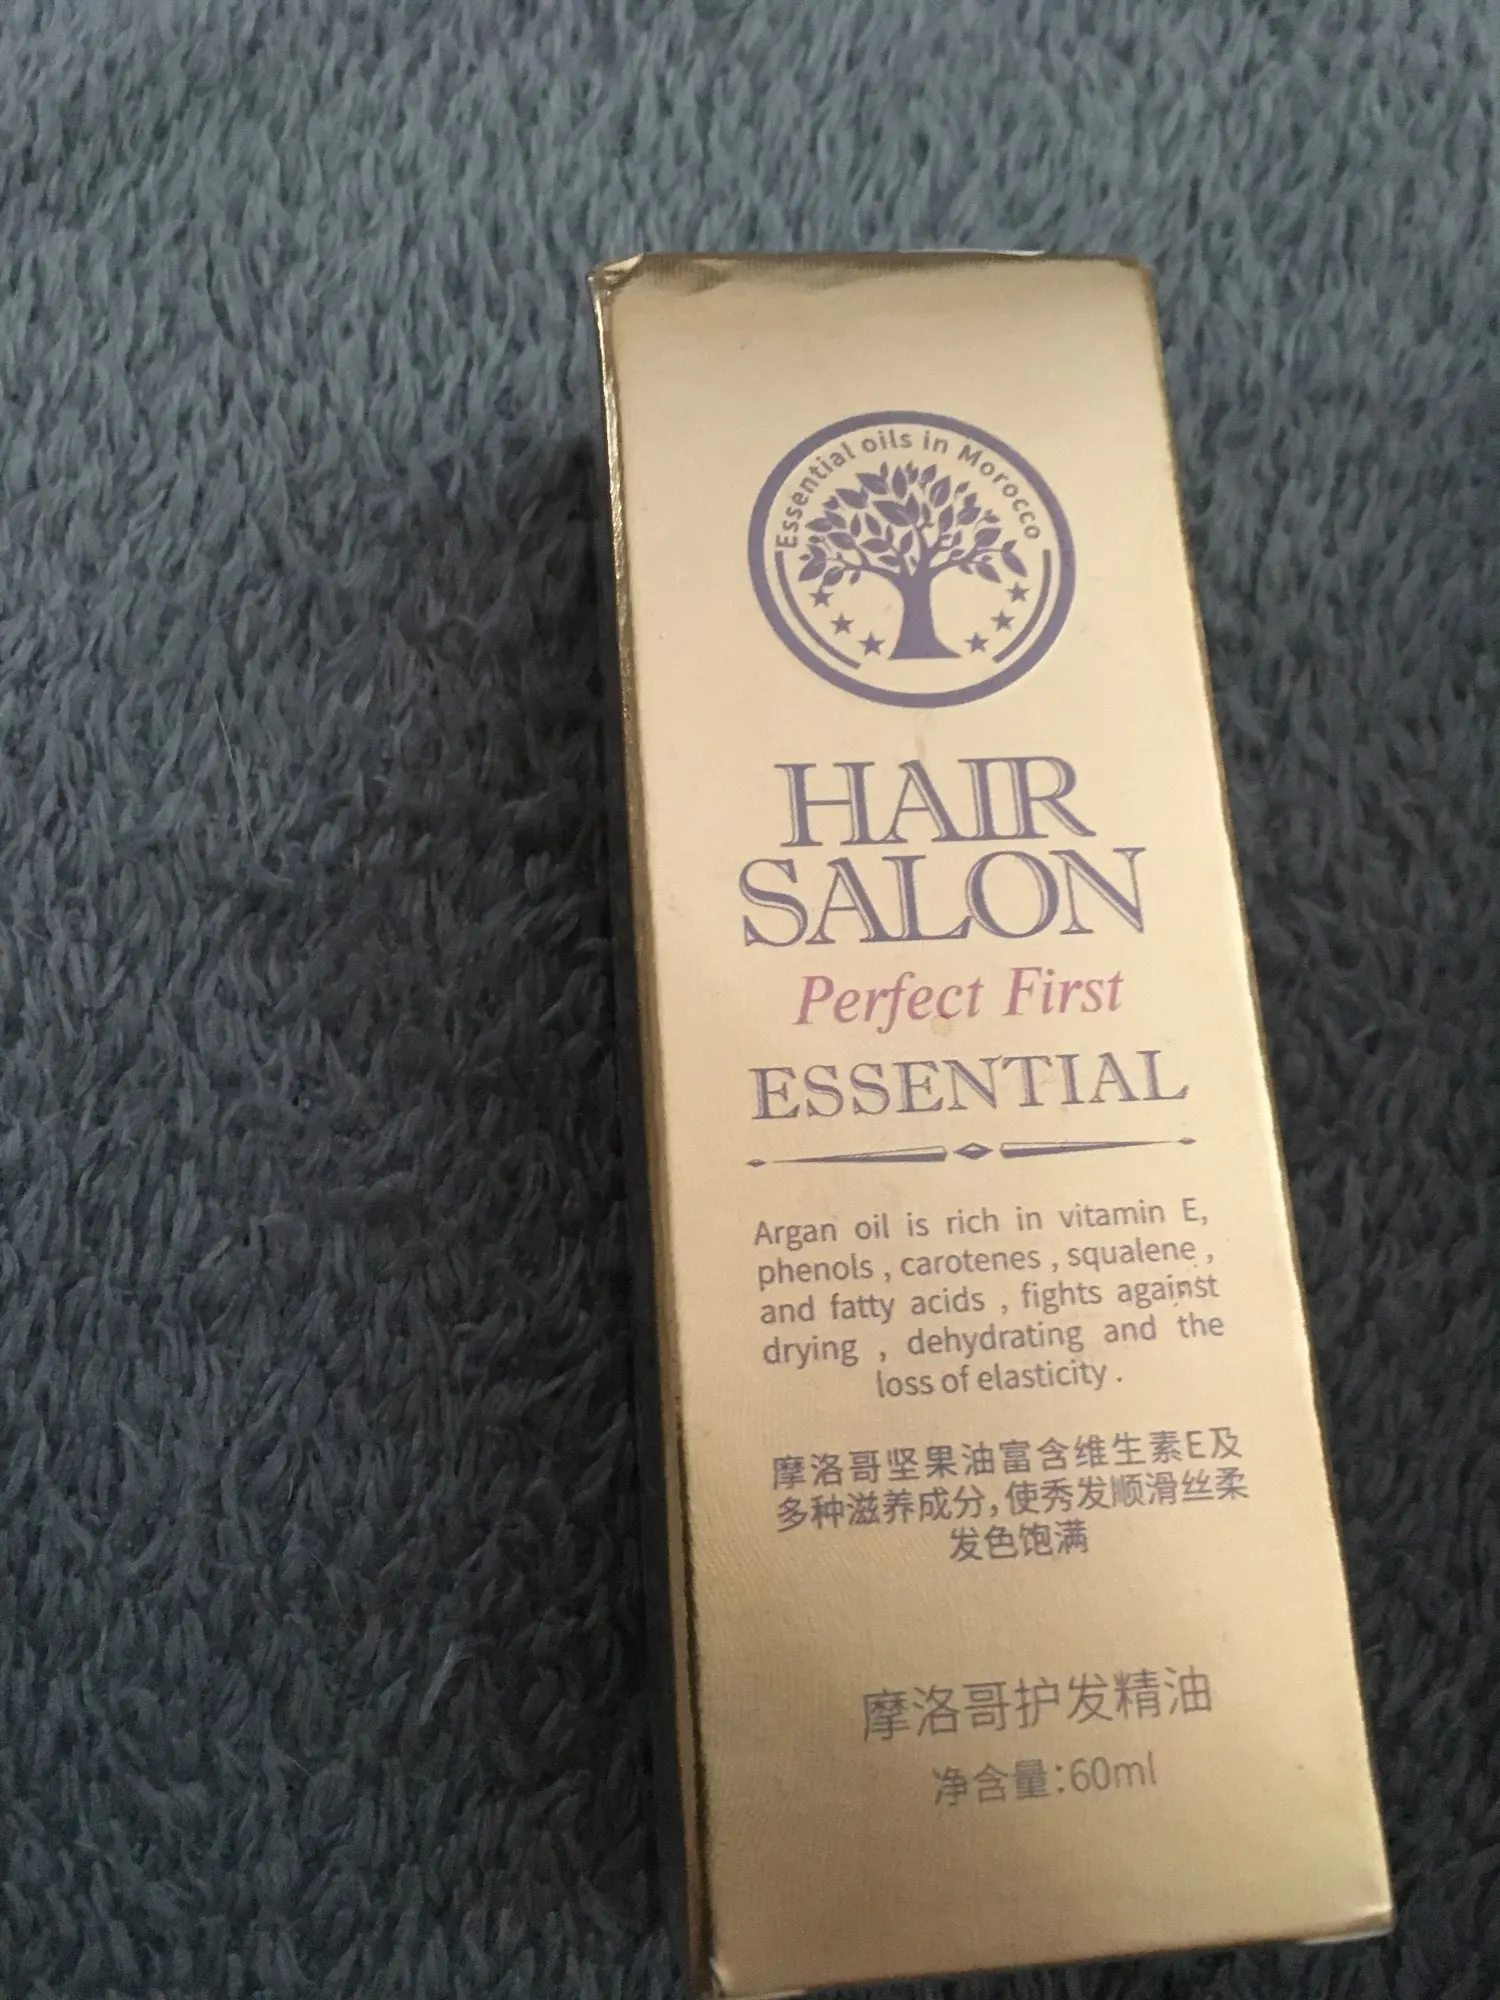 Essential oils in Morocco
HAIR
SALON
Perfect First
ESSENTIAL
Argan oil is rich in vitamin E,
phenols , carotenes , squalene ,
and fatty acids , fights against
drying , dehydrating and the
loss of elasticity .
摩洛哥坚果油富含维生素E及
多种滋养成分,使秀发顺滑丝柔
发色饱满
摩洛哥护发精油
净含量:60ml